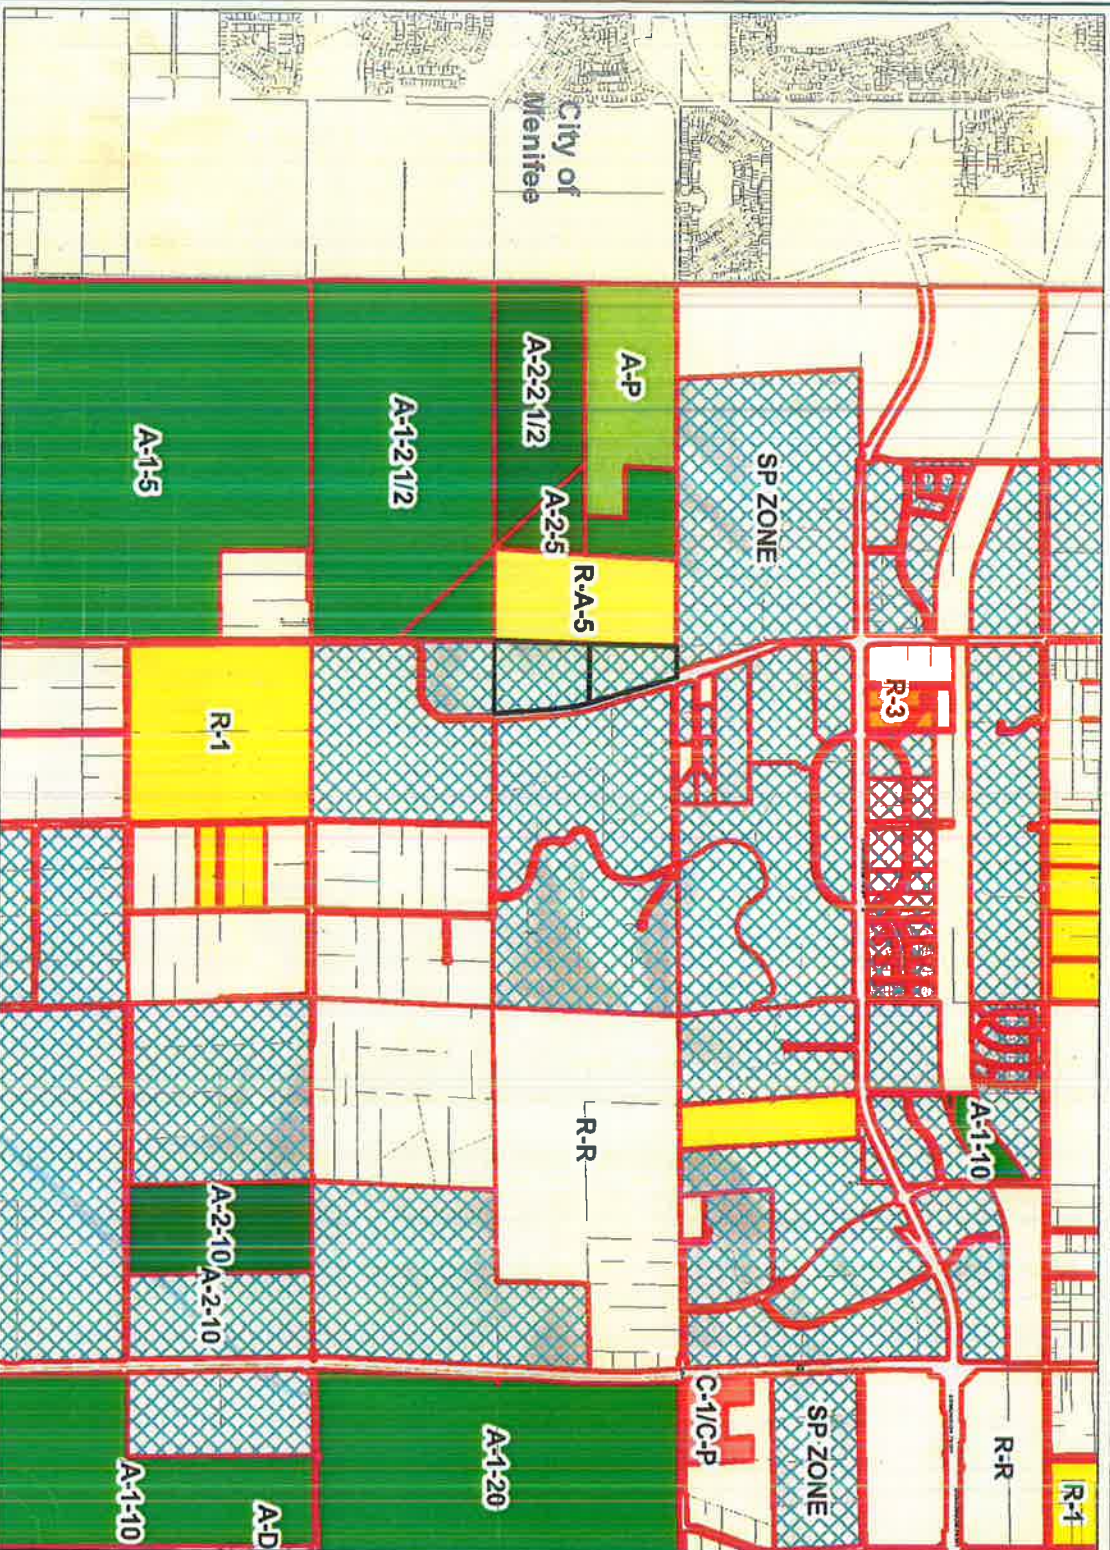 R-1
R-R
A-1-10
R-3
SP ZONE
SP ZONE
C-1/C-P
A-P
R-R
R-A-5
City of
Menifee
A-2-5
A-2-2 1/2
A-1-20
A-1-2 1/2
A-D
R-1
A-2-10
A-2-10
A-1-5
A-1-10